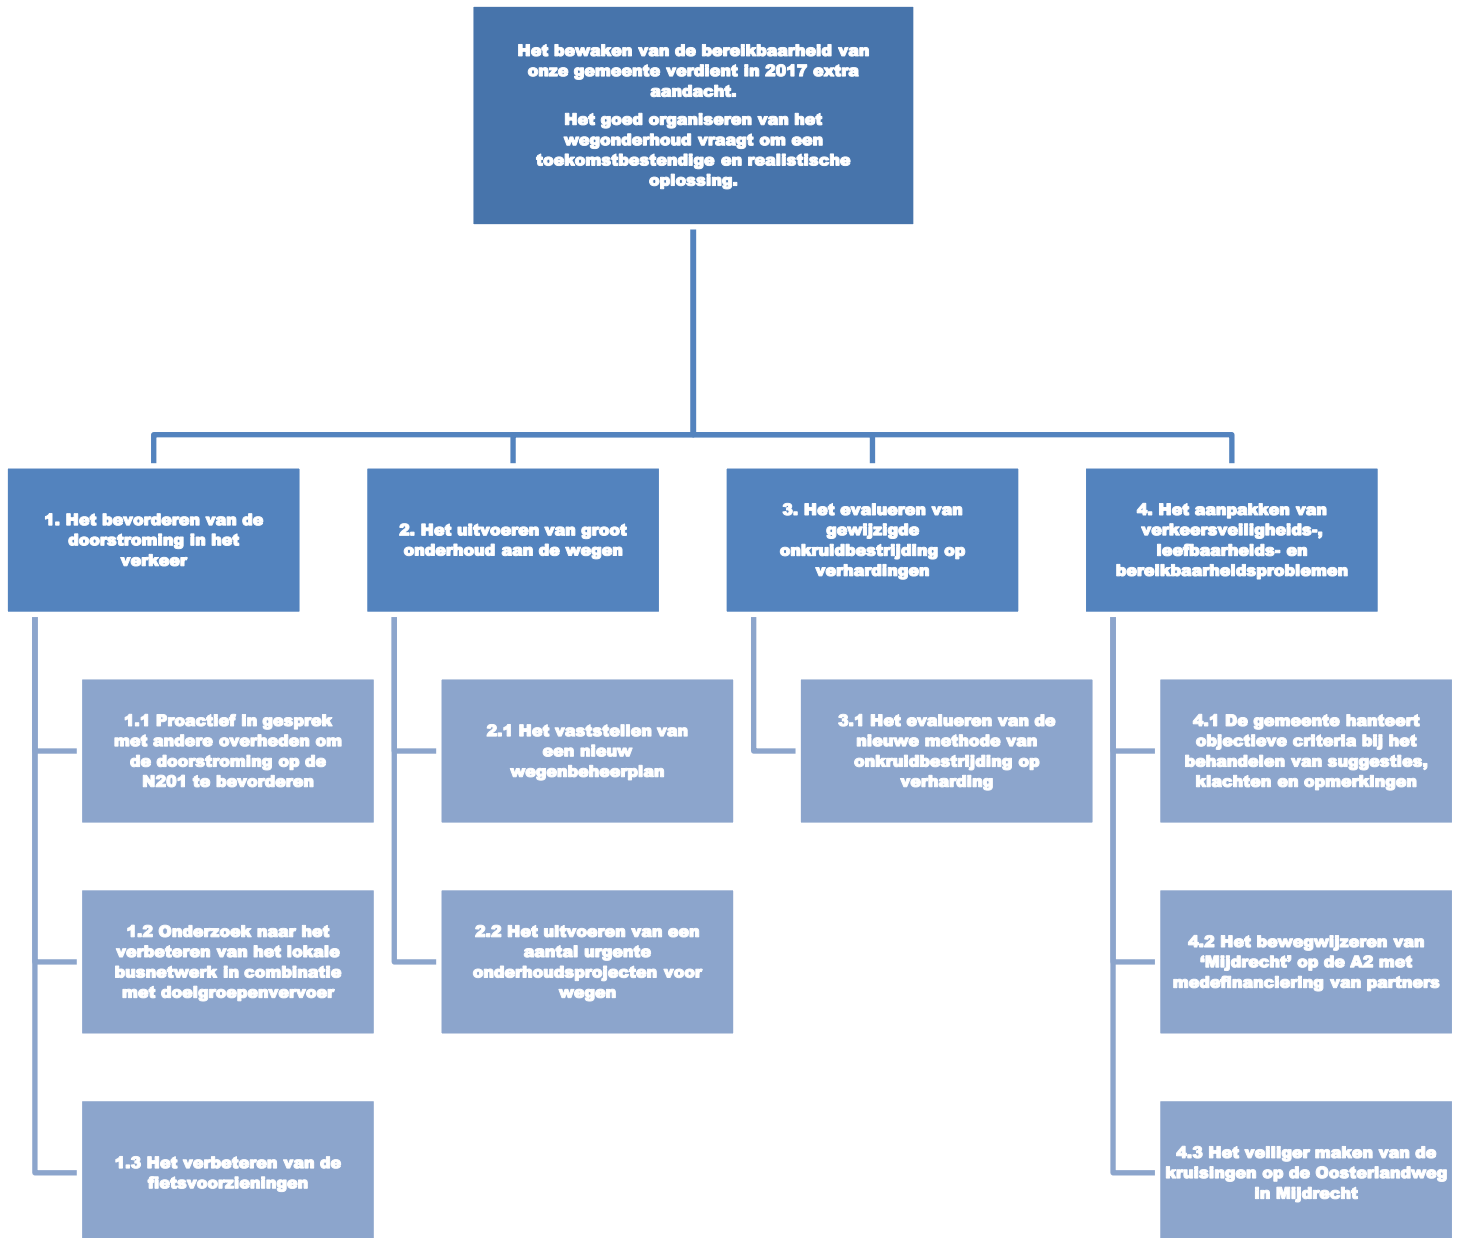 Het bewaken van de bereikbaarheid van
onze gemeente verdient in 2017 extra
aandacht.
Het goed organiseren van het
wegonderhoud vraagt om een
toekomstbestendige en realistische
oplossing.
1. Het bevorderen van de
doorstroming in het
verkeer
2. Het uitvoeren van groot
onderhoud aan de wegen
3. Het evalueren van
gewijzigde
onkruidbestrijding op
verhardingen
4. Het aanpakken van
verkeersveiligheids-,
leefbaarheids- en
bereikbaarheidsproblemen
1.1 Proactief in gesprek
met andere overheden om
de doorstroming op de
N201 te bevorderen
2.1 Het vaststellen van
een nieuw
wegenbeheerplan
3.1 Het evalueren van de
nieuwe methode van
onkruidbestrijding op
verharding
4.1 De gemeente hanteert
objectieve criteria bij het
behandelen van suggesties,
klachten en opmerkingen
1.2 Onderzoek naar het
verbeteren van het lokale
busnetwerk in combinatie
met doelgroepenvervoer
2.2 Het uitvoeren van een
aantal urgente
onderhoudsprojecten voor
wegen
4.2 Het bewegwijzeren van
‘Mijdrecht’ op de A2 met
medefinanciering van partners
1.3 Het verbeteren van de
fietsvoorzieningen
4.3 Het veiliger maken van de
kruisingen op de Oosterlandweg
in Mijdrecht